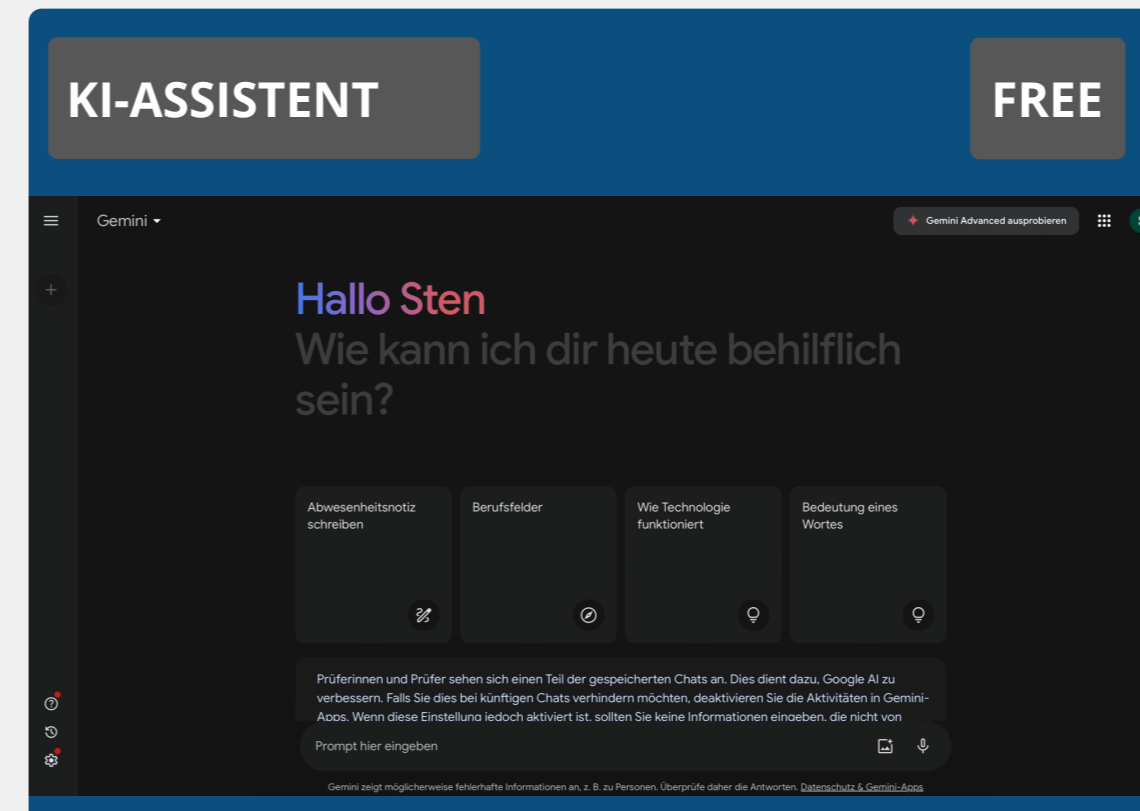 KI-ASSISTENT
FREE
Gemini
Gemini Advanced ausprobieren
Hallo Sten
Wie kann ich dir heute behilflich
sein?
Abwesenheitsnotiz
schreiben
Berufsfelder
Wie Technologie
funktioniert
Bedeutung eines
Wortes
Prüferinnen und Prüfer sehen sich einen Teil der gespeicherten Chats an. Dies dient dazu, Google AI zu
verbessern. Falls Sie dies bei künftigen Chats verhindern möchten, deaktivieren Sie die Aktivitäten in Gemini-
Apps. Wenn diese Einstellung jedoch aktiviert ist, sollten Sie keine Informationen eingeben, die nicht von
Prompt hier eingeben
Gemini zeigt möglicherweise fehlerhafte Informationen an, z. B. zu Personen. Überprüfe daher die Antworten. Datenschutz & Gemini-Apps